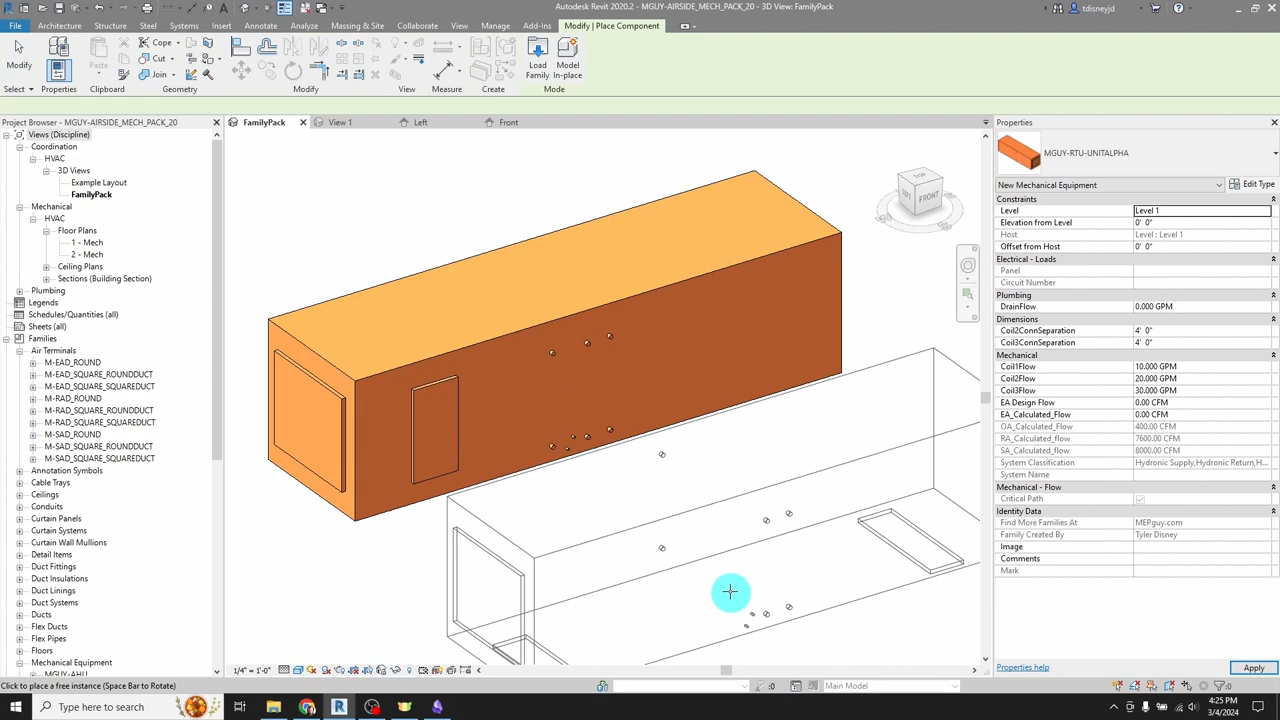 Autodesk Revit 2020.2 - MGUY-AIRSIDE_MECH_PACK_20 - 3D View: FamilyPack
tdisneyjd
File Architecture Structure Steel Systems Insert Annotate Analyze Massing & Site Collaborate View Manage Add-Ins Modify | Place Component
Modify
Properties
Paste
Cope
Cut
Join
Load Family
Model In-place
Select Properties Clipboard Geometry Modify View Measure Create Mode
Project Browser - MGUY-AIRSIDE_MECH_PACK_20
Views (Discipline)
Coordination
HVAC
3D Views
Example Layout
FamilyPack
Mechanical
HVAC
Floor Plans
1 - Mech
2 - Mech
Ceiling Plans
Sections (Building Section)
Plumbing
Legends
Schedules/Quantities (all)
Sheets (all)
Families
Air Terminals
M-EAD_ROUND
M-EAD_SQUARE_ROUNDDUCT
M-EAD_SQUARE_SQUAREDUCT
M-RAD_ROUND
M-RAD_SQUARE_ROUNDDUCT
M-RAD_SQUARE_SQUAREDUCT
M-SAD_ROUND
M-SAD_SQUARE_ROUNDDUCT
M-SAD_SQUARE_SQUAREDUCT
Annotation Symbols
Cable Trays
Ceilings
Conduits
Curtain Panels
Curtain Systems
Curtain Wall Mullions
Detail Items
Duct Fittings
Duct Insulations
Duct Linings
Duct Systems
Ducts
Flex Ducts
Flex Pipes
Floors
Mechanical Equipment
MGUY-AHU
FamilyPack View 1 Left Front
TOP
FRONT
1/4" = 1'-0"
Properties
MGUY-RTU-UNITALPHA
New Mechanical Equipment Edit Type
Constraints
Level Level 1
Elevation from Level 0' 0"
Host Level : Level 1
Offset from Host 0' 0"
Electrical - Loads
Panel
Circuit Number
Plumbing
DrainFlow 0.000 GPM
Dimensions
Coil2ConnSeparation 4' 0"
Coil3ConnSeparation 4' 0"
Mechanical
Coil1Flow 10.000 GPM
Coil2Flow 20.000 GPM
Coil3Flow 30.000 GPM
EA Design Flow 0.00 CFM
EA_Calculated_Flow 0.00 CFM
OA_Calculated_flow 400.00 CFM
RA_Calculated_flow 7600.00 CFM
SA_Calculated_flow 8000.00 CFM
System Classification Hydronic Supply,Hydronic Return,H...
System Name
Mechanical - Flow
Critical Path
Identity Data
Find More Families At MEPguy.com
Family Created By Tyler Disney
Image
Comments
Mark
Properties help Apply
Click to place a free instance (Space Bar to Rotate)
:0
Main Model
:0
Type here to search
4:25 PM
3/4/2024